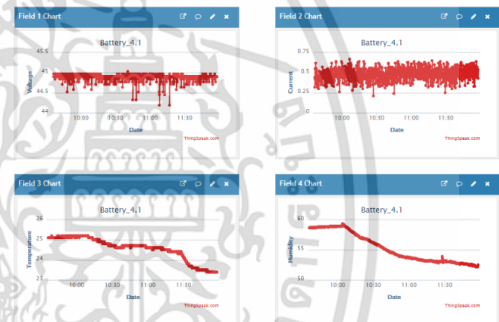 Field 1 Chart
Battery_4.1
Voltage
45.5
45
44.5
44
10:00 10:30 11:00 11:30
Date
ThingSpeak.com
Field 2 Chart
Battery_4.1
Current
0.75
0.5
0.25
0
10:00 10:30 11:00 11:30
Date
ThingSpeak.com
Field 3 Chart
Battery_4.1
Temperature
25
10:00 10:30 11:00 11:30
Date
ThingSpeak.com
Field 4 Chart
Battery_4.1
Humidity
60
55
50
10:00 10:30 11:00 11:30
Date
ThingSpeak.com